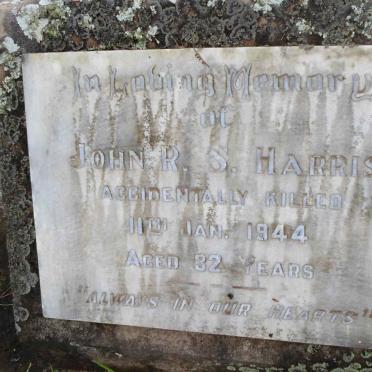 In Loving Memory
of
JOHN R. S. HARRIS
ACCIDENTALLY KILLED
11TH JAN. 1944
AGED 32 YEARS
"ALWAYS IN OUR HEARTS"